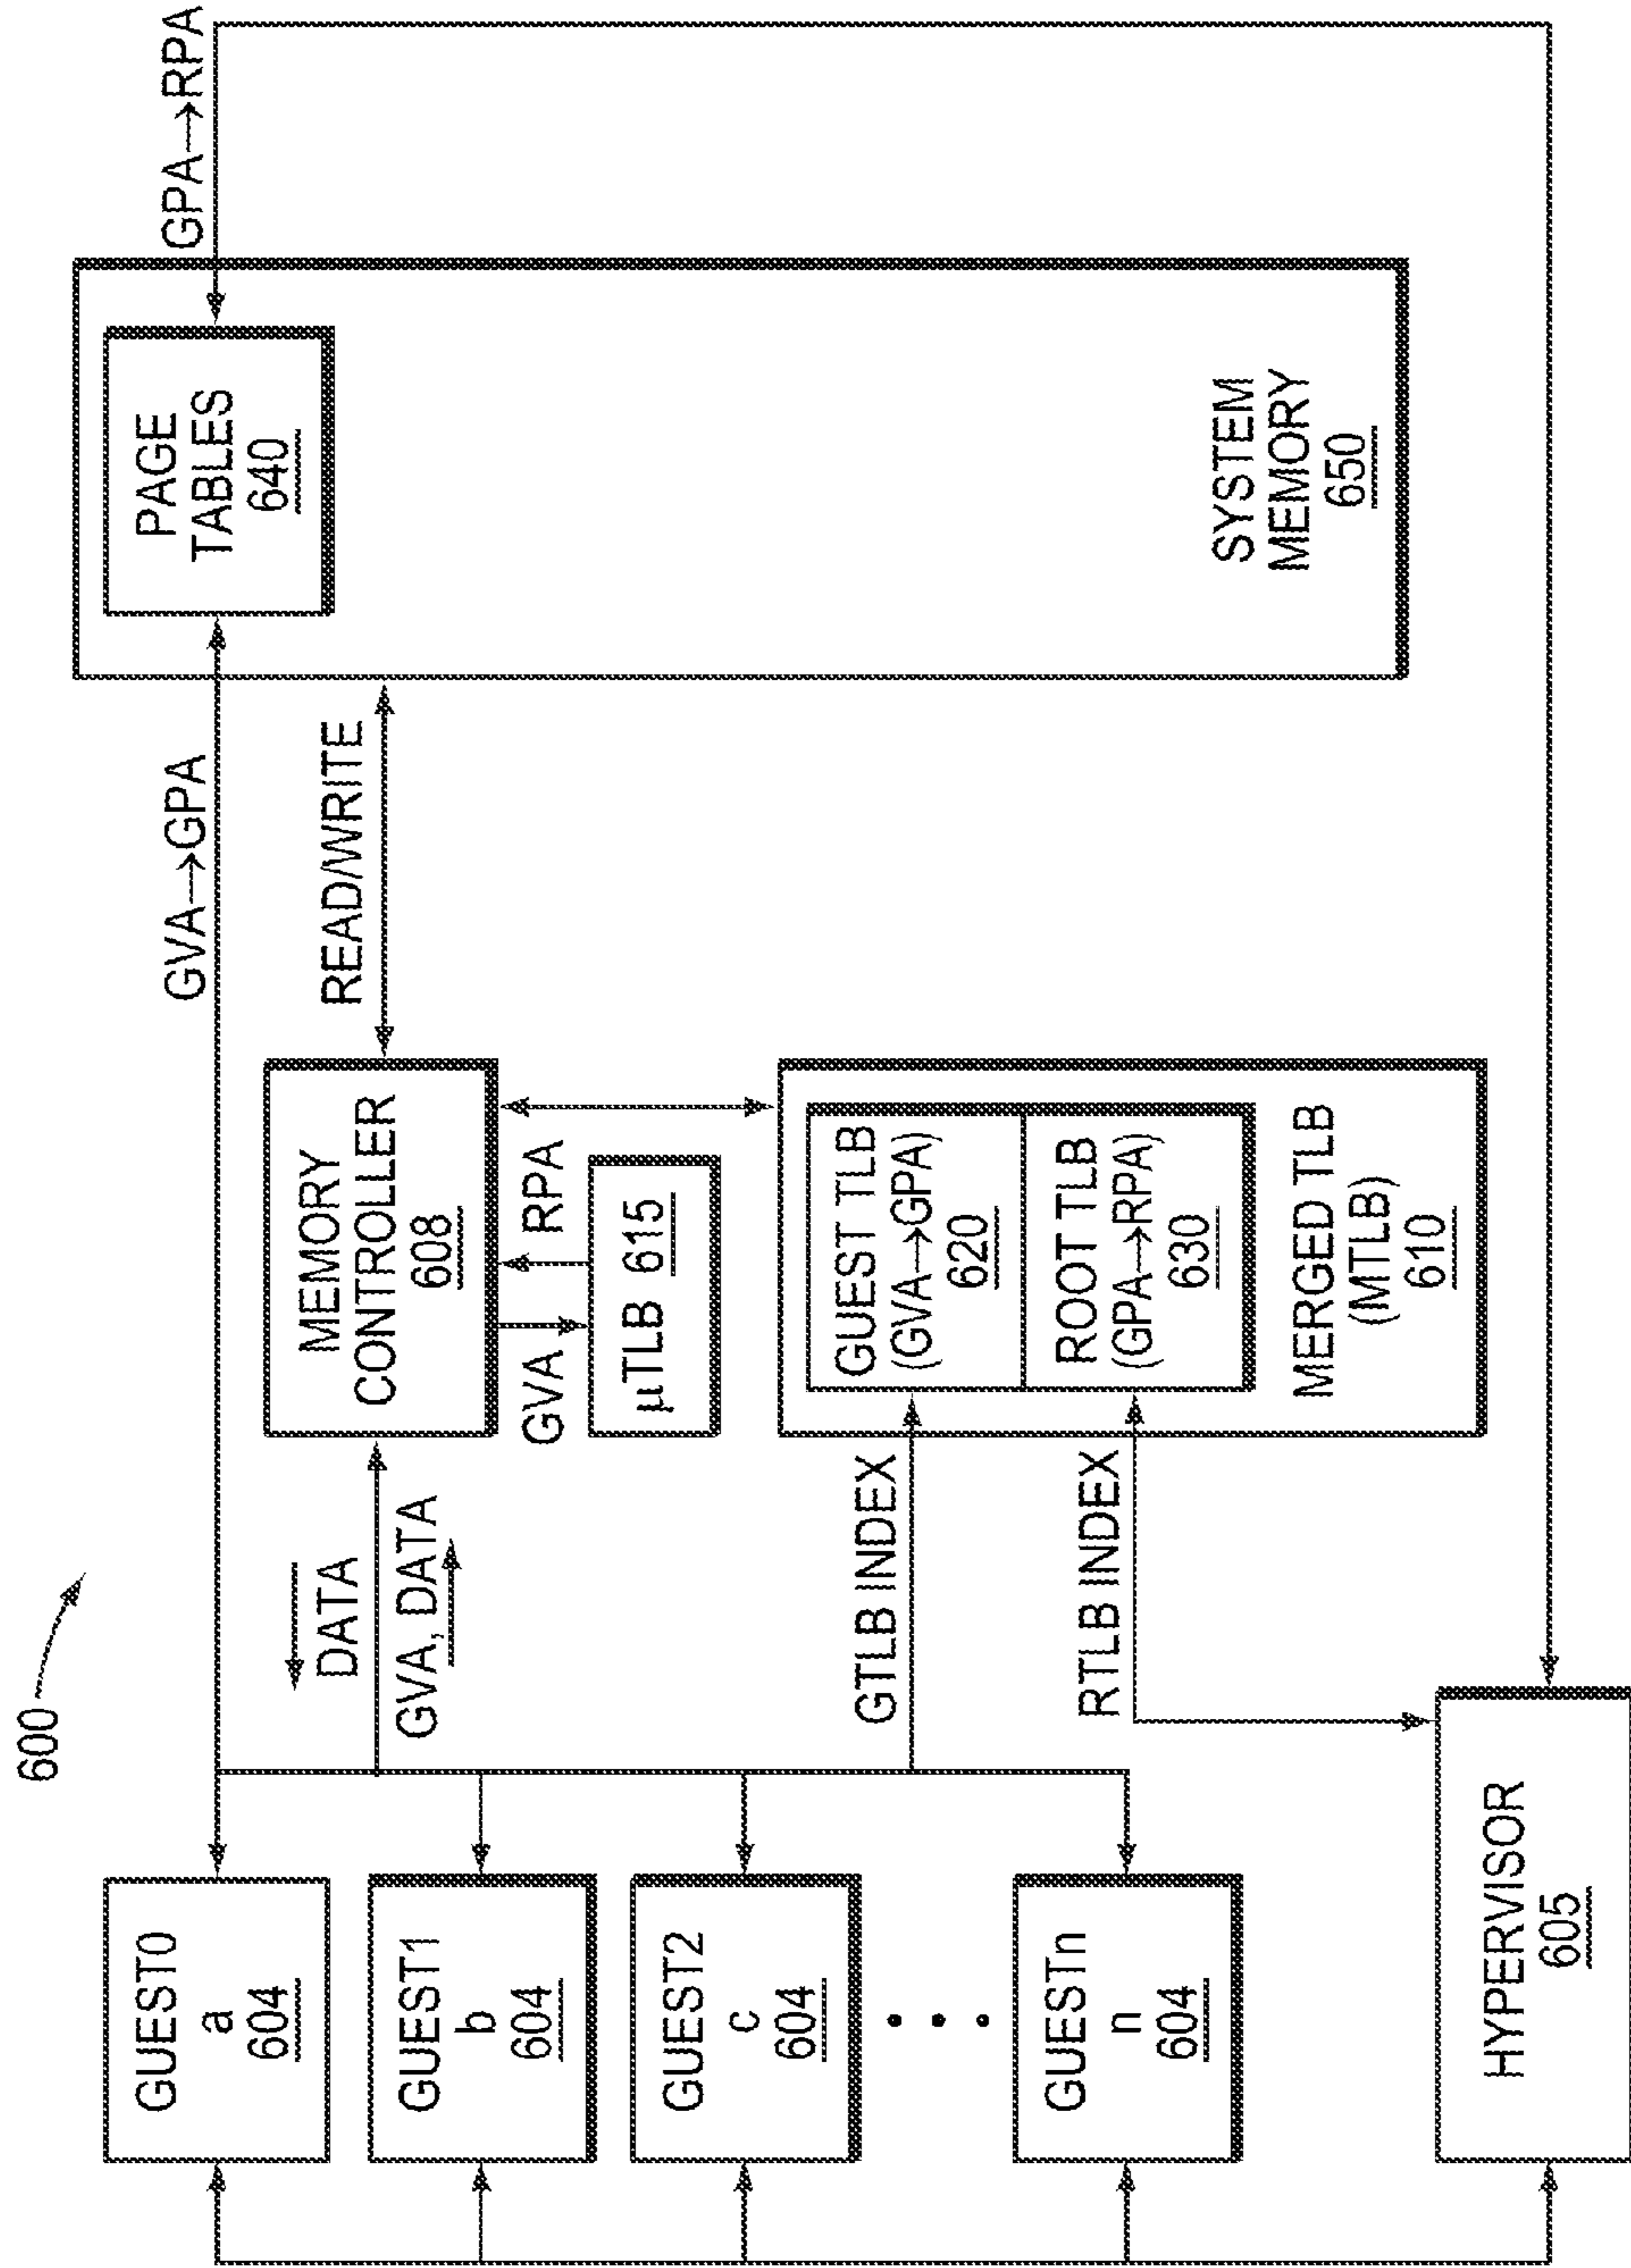 600
GUEST0
a
604
GUEST1
b
604
GUEST2
c
604
• • •
GUESTn
n
604
HYPERVISOR
605
DATA
GVA, DATA
GTLB INDEX
RTLB INDEX
MEMORY
CONTROLLER
608
GVA
RPA
µTLB 615
GUEST TLB
(GVA→GPA)
620
ROOT TLB
(GPA→RPA)
630
MERGED TLB
(MTLB)
610
GVA→GPA
READ/WRITE
PAGE
TABLES
640
SYSTEM
MEMORY
650
GPA→RPA